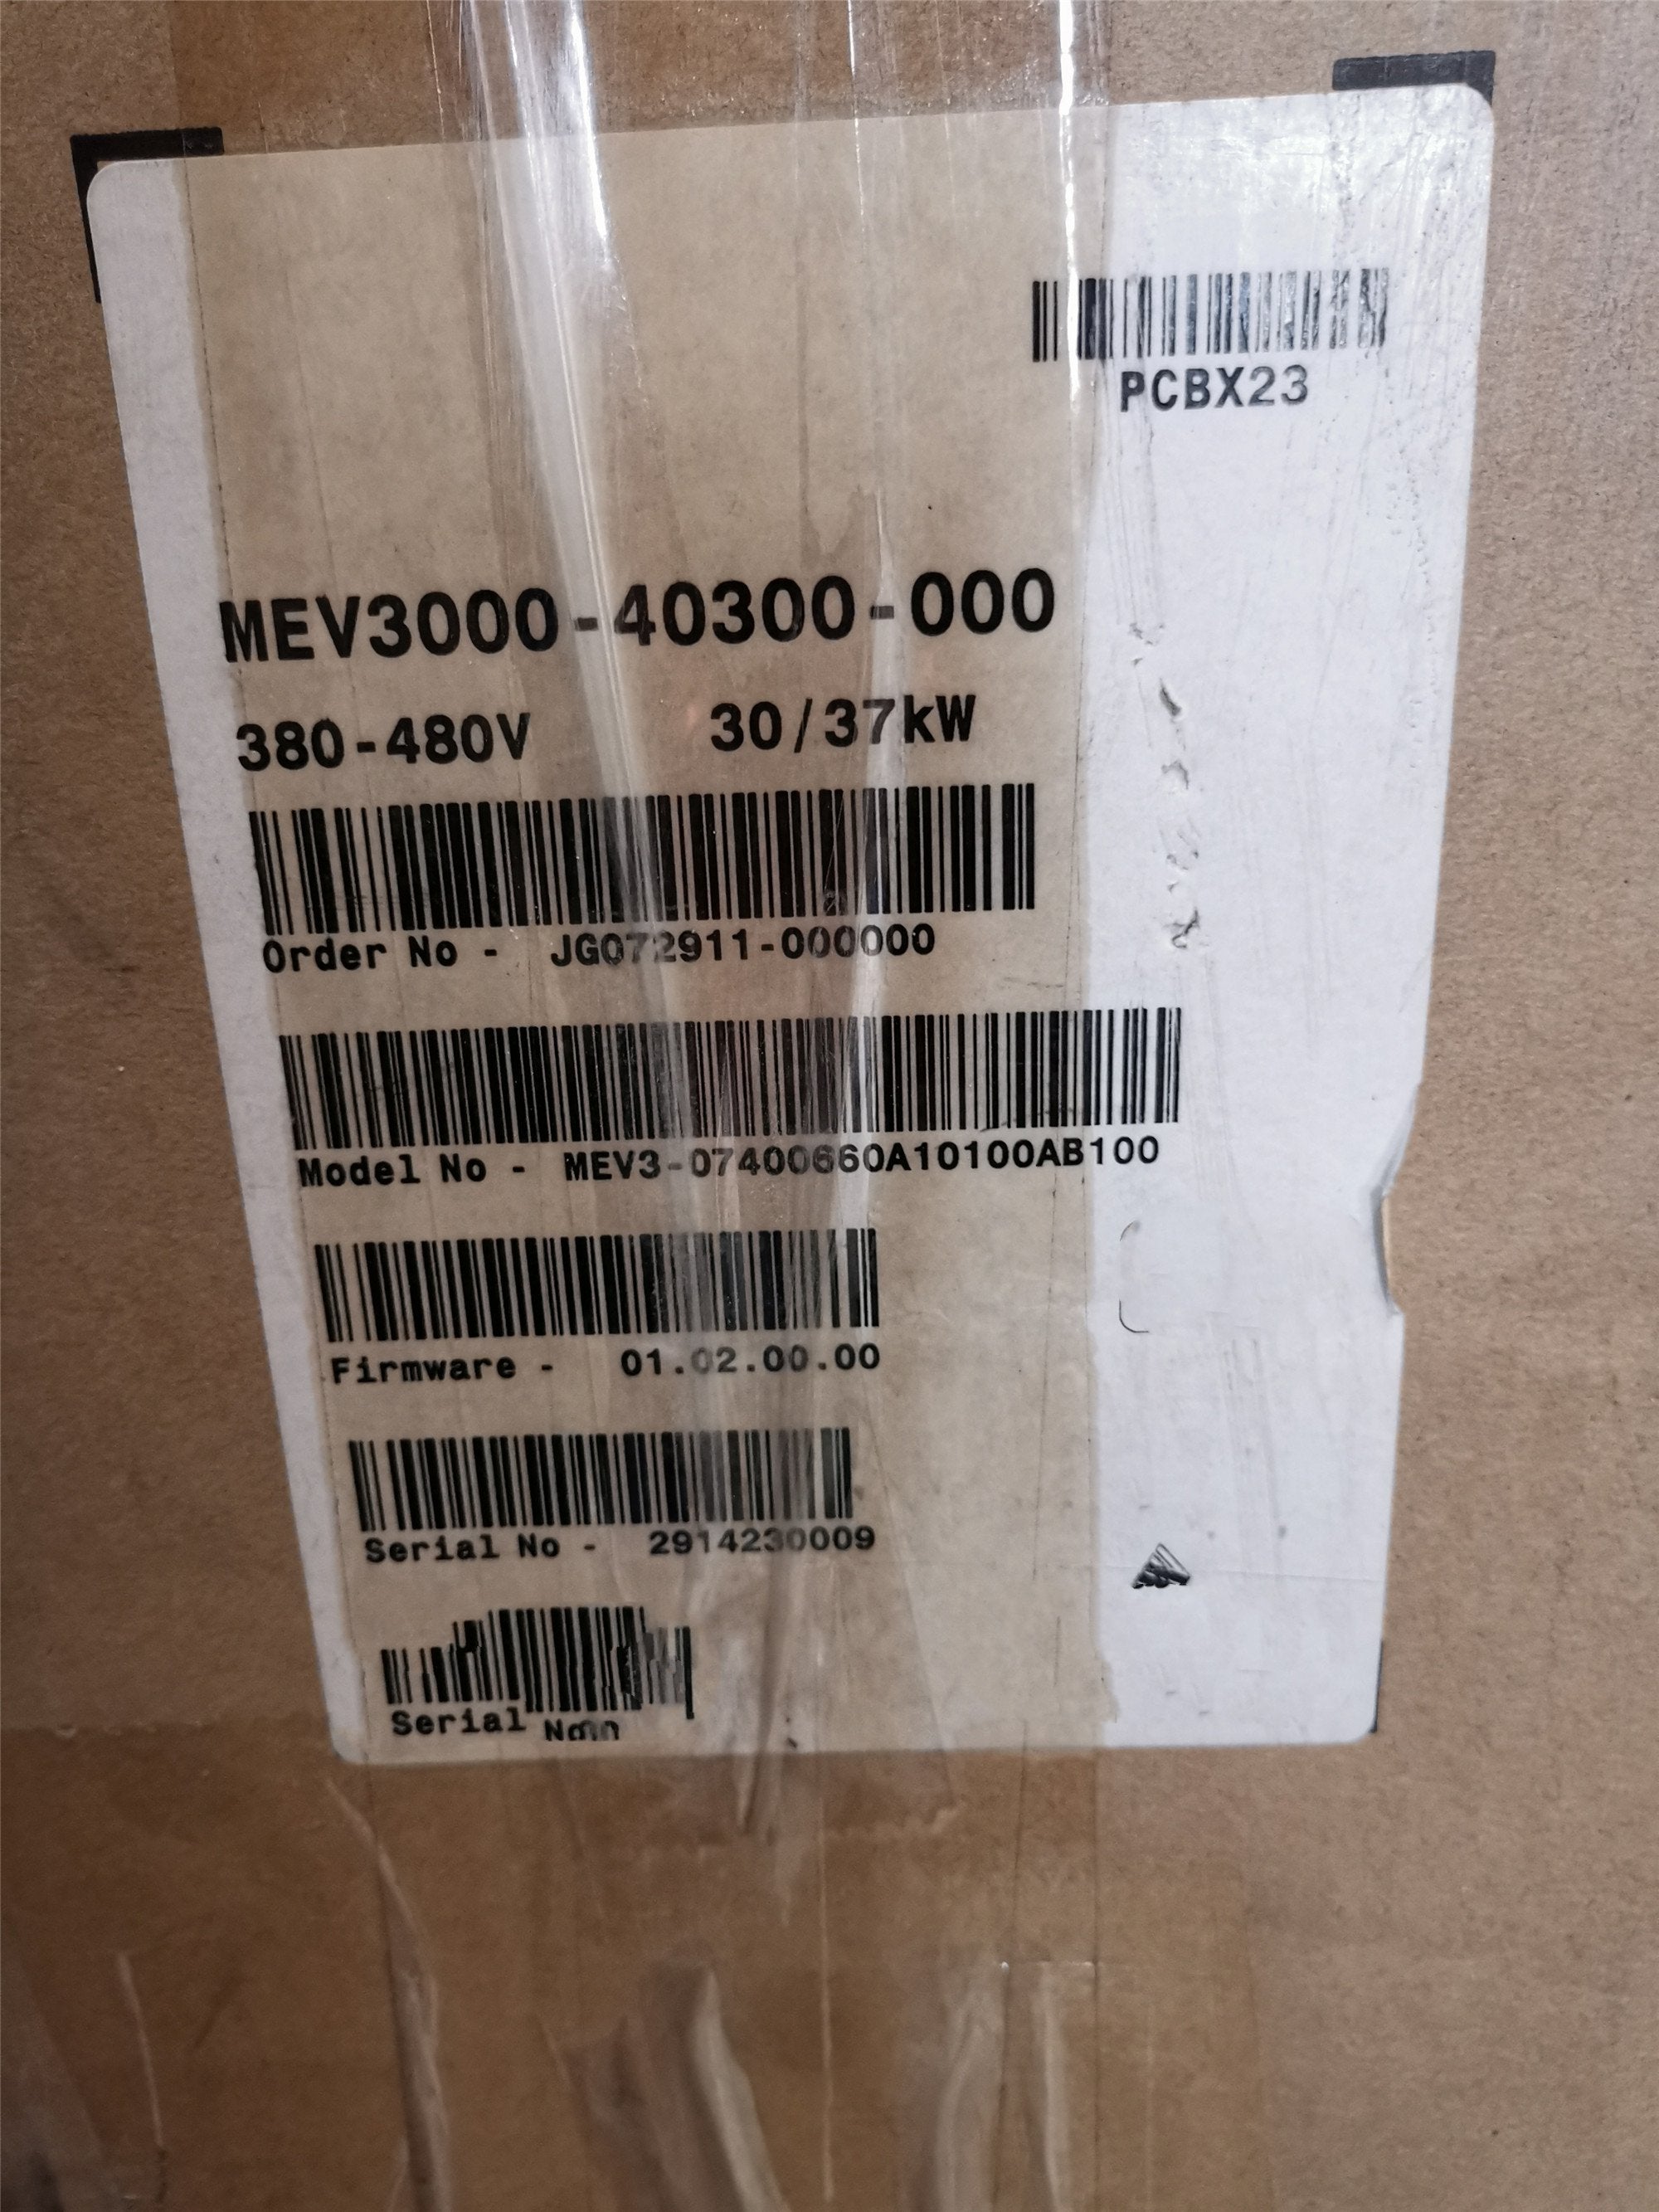 PCBX23
MEV3000-40300-000
380-480V 30/37kW
Order No - JG072911-000000
Model No - MEV3-07400660A10100AB100
Firmware - 01.02.00.00
Serial No - 2914230009
Serial